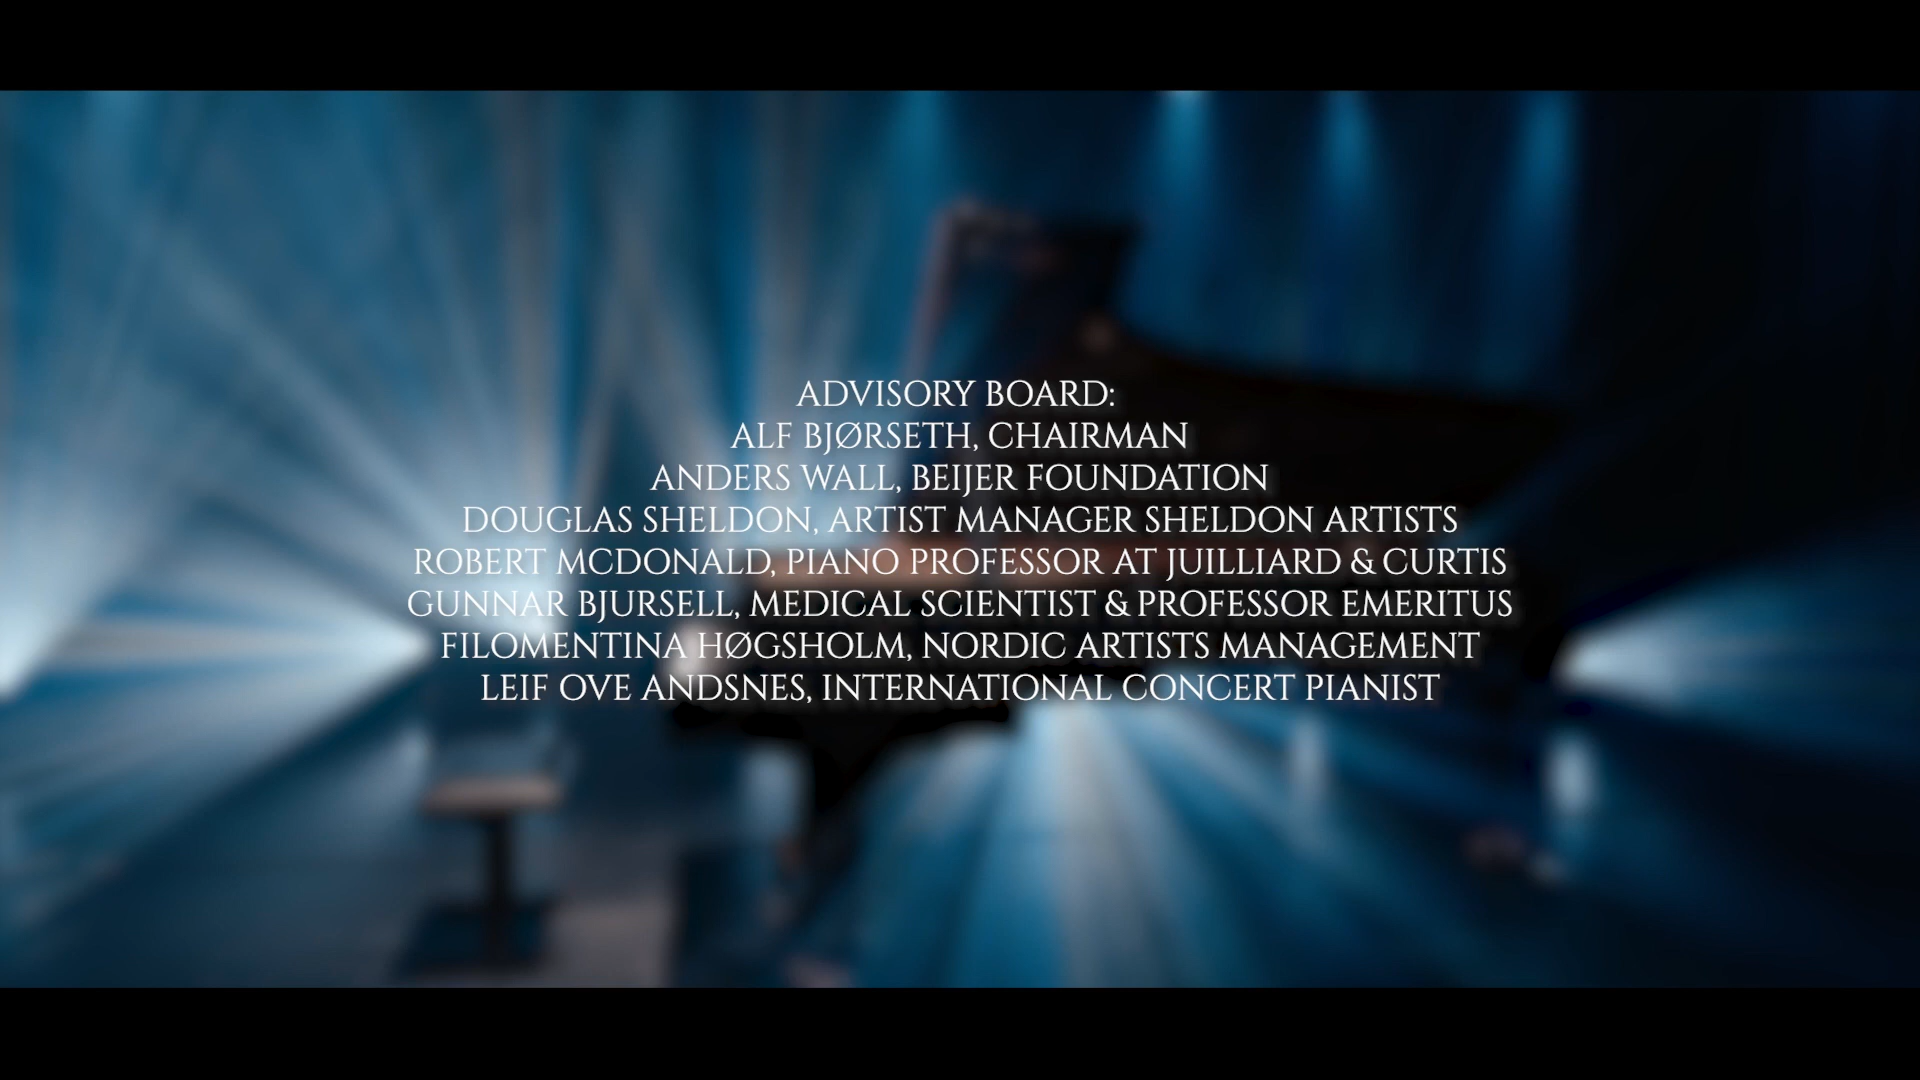 ADVISORY BOARD:
ALF BJØRSETH, CHAIRMAN
ANDERS WALL, BEIJER FOUNDATION
DOUGLAS SHELDON, ARTIST MANAGER SHELDON ARTISTS
ROBERT MCDONALD, PIANO PROFESSOR AT JUILLIARD & CURTIS
GUNNAR BJURSELL, MEDICAL SCIENTIST & PROFESSOR EMERITUS
FILOMENTINA HØGSHOLM, NORDIC ARTISTS MANAGEMENT
LEIF OVE ANDSNES, INTERNATIONAL CONCERT PIANIST